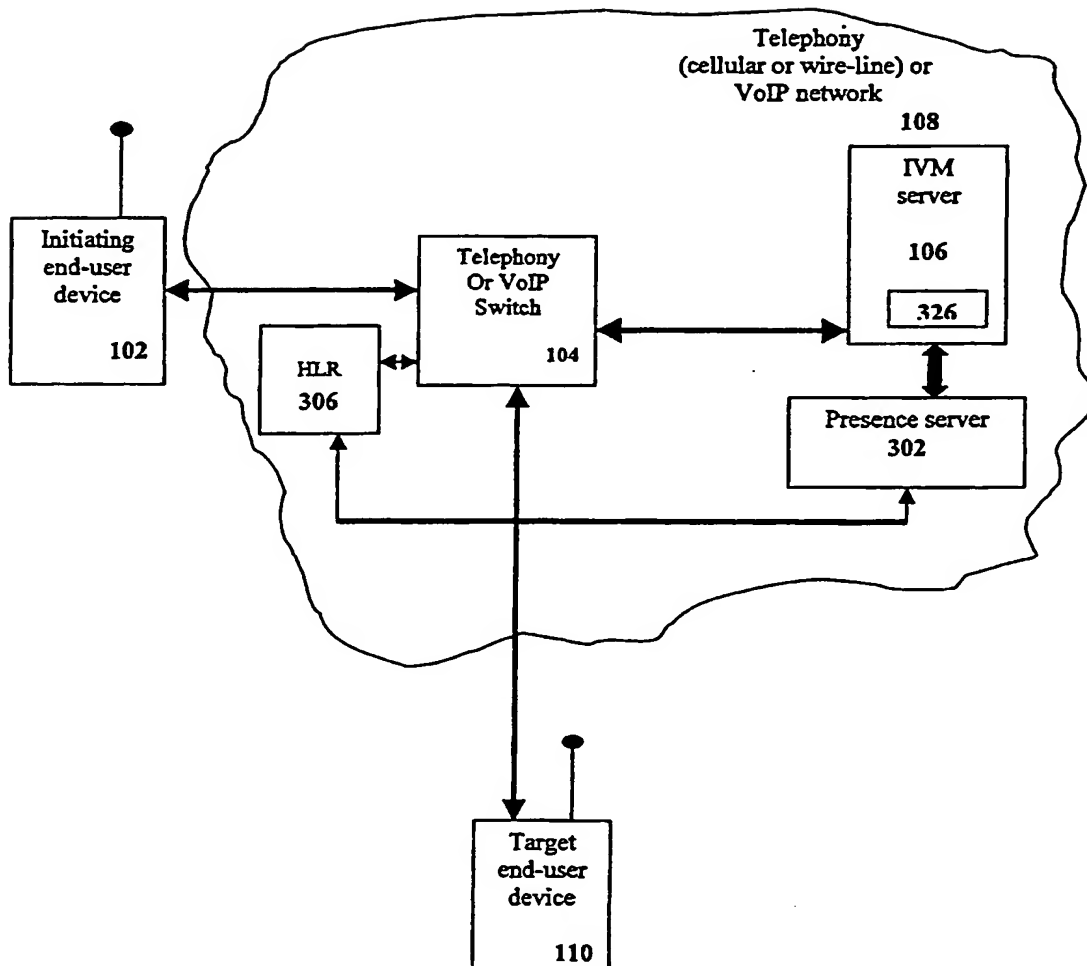 Telephony
(cellular or wire-line) or
VoIP network
108
IVM
server
106
326
Initiating
end-user
device
102
Telephony
Or VoIP
Switch
104
HLR
306
Presence server
302
Target
end-user
device
110